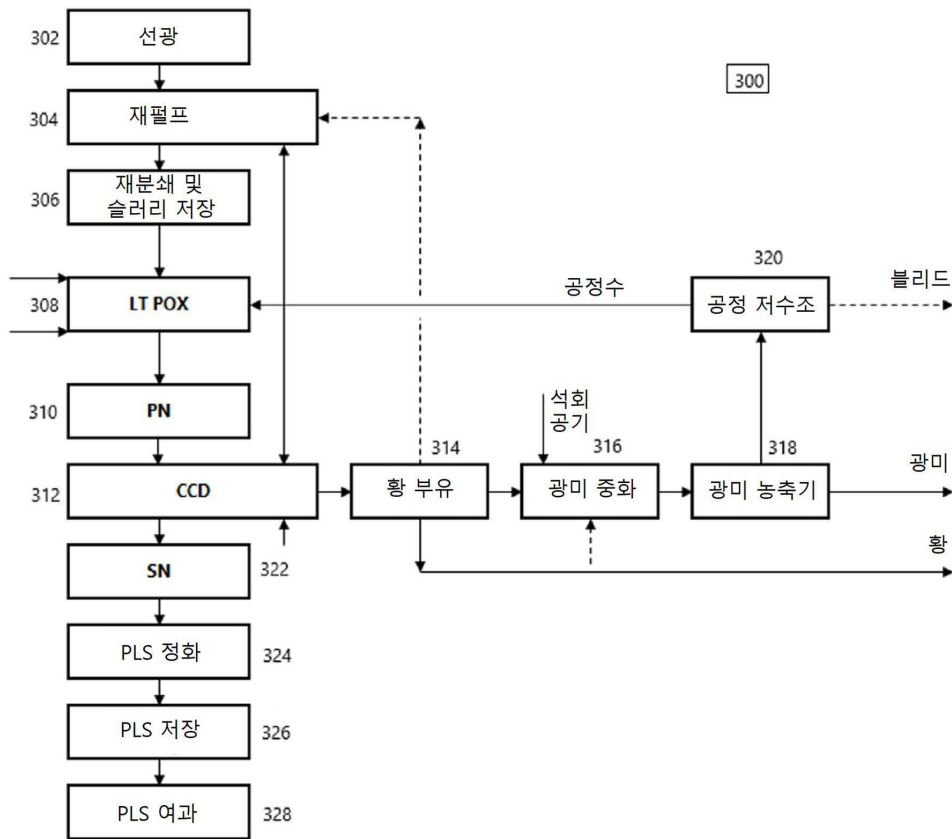 302
선광
300
304
재펄프
306
재분쇄 및
슬러리 저장
308
LT POX
공정수
320
공정 저수조
블리드
310
PN
석회
공기
312
CCD
314
황 부유
316
광미 중화
318
광미 농축기
광미
황
SN
322
PLS 정화
324
PLS 저장
326
PLS 여과
328